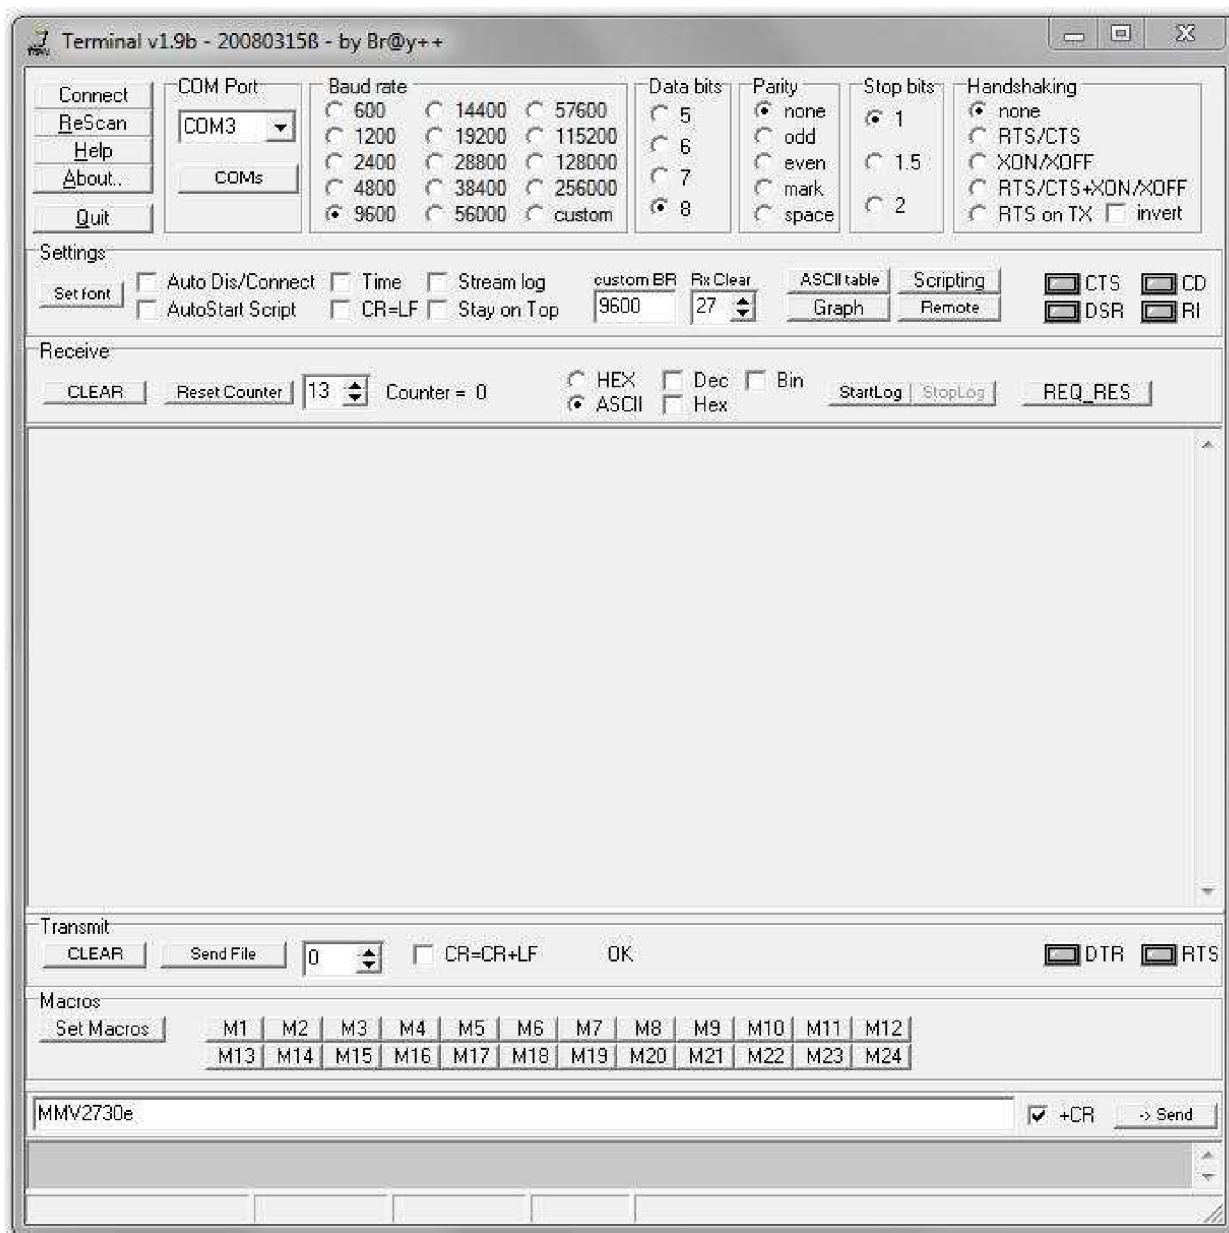 Terminal v1.9b - 20080315ß - by Br@y++
Connect
ReScan
Help
About..
Quit
COM Port
COM3
COMs
Baud rate
600 14400 57600
1200 19200 115200
2400 28800 128000
4800 38400 256000
9600 56000 custom
Data bits
5
6
7
8
Parity
none
odd
even
mark
space
Stop bits
1
1.5
2
Handshaking
none
RTS/CTS
XON/XOFF
RTS/CTS+XON/XOFF
RTS on TX invert
Settings
Set font
Auto Dis/Connect Time Stream log
AutoStart Script CR=LF Stay on Top
custom BR Rx Clear
9600 27
ASCII table Scripting
Graph Remote
CTS CD
DSR RI
Receive
CLEAR Reset Counter 13 Counter = 0
HEX Dec Bin
ASCII Hex
StartLog StopLog REQ_RES
Transmit
CLEAR Send File 0 CR=CR+LF OK DTR RTS
Macros
Set Macros
M1 M2 M3 M4 M5 M6 M7 M8 M9 M10 M11 M12
M13 M14 M15 M16 M17 M18 M19 M20 M21 M22 M23 M24
MMV2730e +CR -> Send